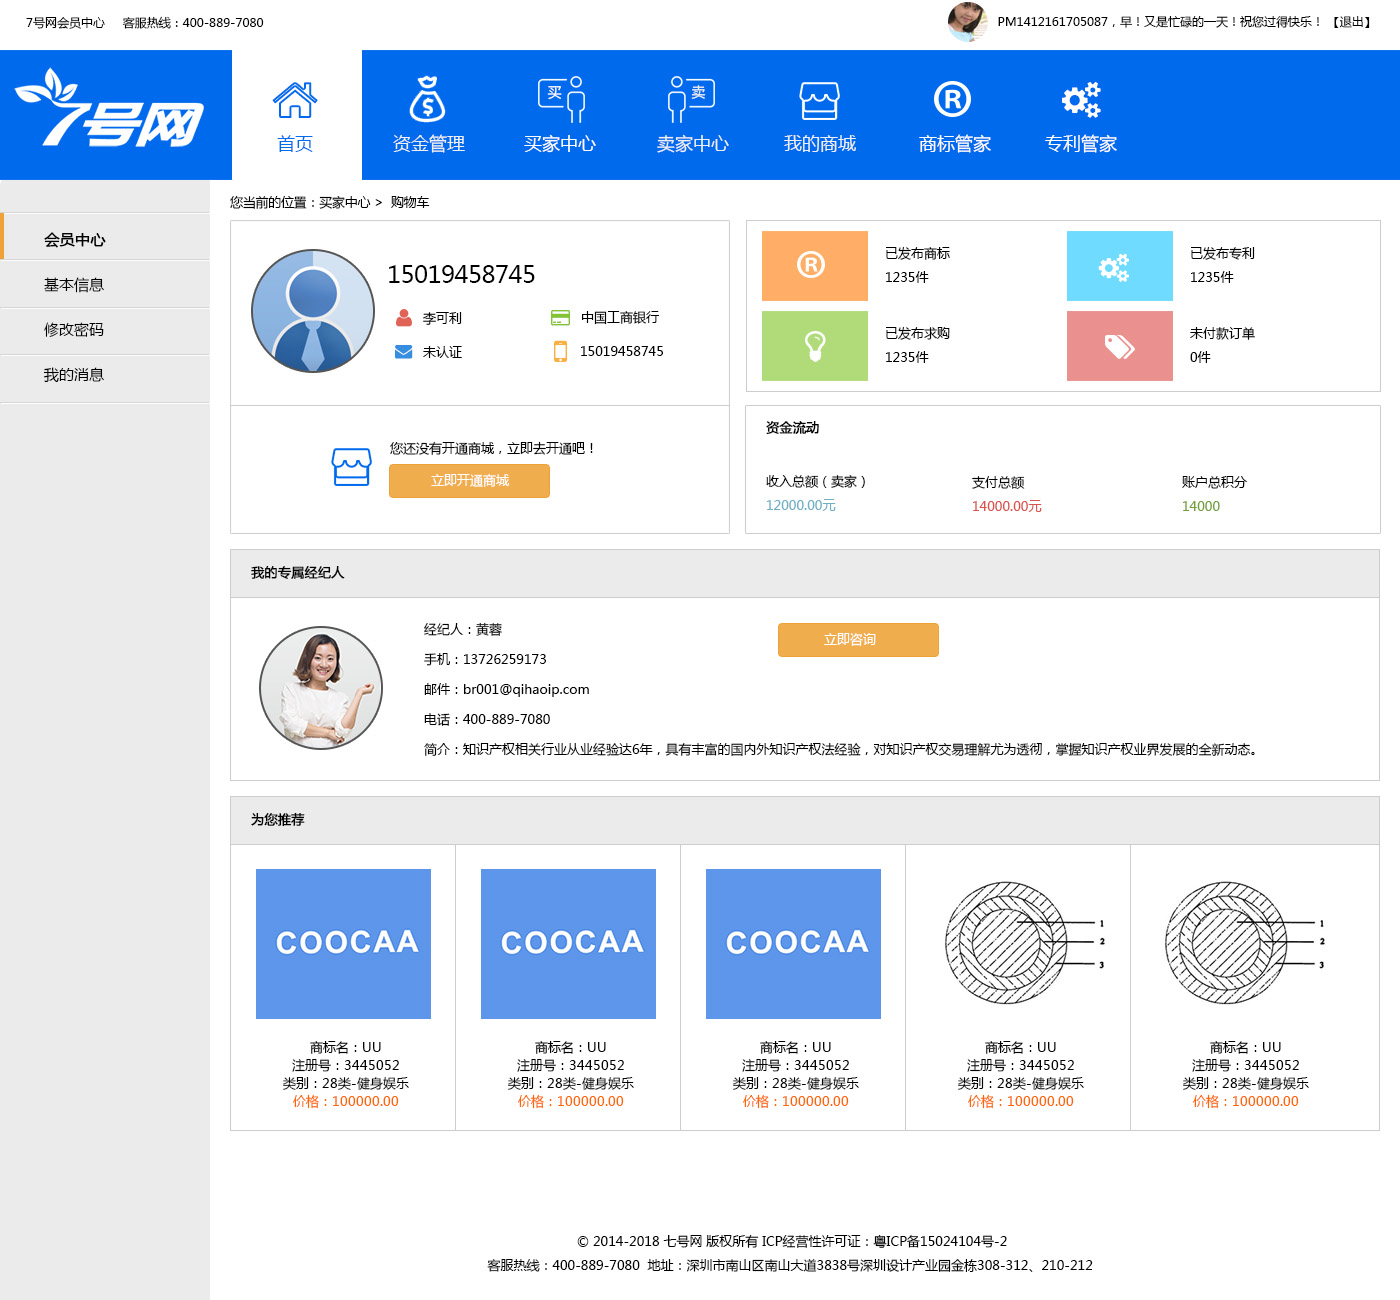 7号网会员中心 客服热线：400-889-7080
PM1412161705087，早！又是忙碌的一天！祝您过得快乐！【退出】
7号网
首页
资金管理
买
买家中心
卖
卖家中心
我的商城
R
商标管家
专利管家
会员中心
基本信息
修改密码
我的消息
您当前的位置：买家中心 > 购物车
15019458745
李可利
中国工商银行
未认证
15019458745
您还没有开通商城，立即去开通吧！
立即开通商城
R
已发布商标
1235件
已发布专利
1235件
已发布求购
1235件
未付款订单
0件
资金流动
收入总额（卖家）
12000.00元
支付总额
14000.00元
账户总积分
14000
我的专属经纪人
经纪人：黄蓉
手机：13726259173
邮件：br001@qihaoip.com
电话：400-889-7080
简介：知识产权相关行业从业经验达6年，具有丰富的国内外知识产权法经验，对知识产权交易理解尤为透彻，掌握知识产权业界发展的全新动态。
立即咨询
为您推荐
COOCAA
商标名：UU
注册号：3445052
类别：28类-健身娱乐
价格：100000.00
COOCAA
商标名：UU
注册号：3445052
类别：28类-健身娱乐
价格：100000.00
COOCAA
商标名：UU
注册号：3445052
类别：28类-健身娱乐
价格：100000.00
1
2
3
商标名：UU
注册号：3445052
类别：28类-健身娱乐
价格：100000.00
1
2
3
商标名：UU
注册号：3445052
类别：28类-健身娱乐
价格：100000.00
© 2014-2018 七号网 版权所有 ICP经营性许可证：粤ICP备15024104号-2
客服热线：400-889-7080 地址：深圳市南山区南山大道3838号深圳设计产业园金栋308-312、210-212